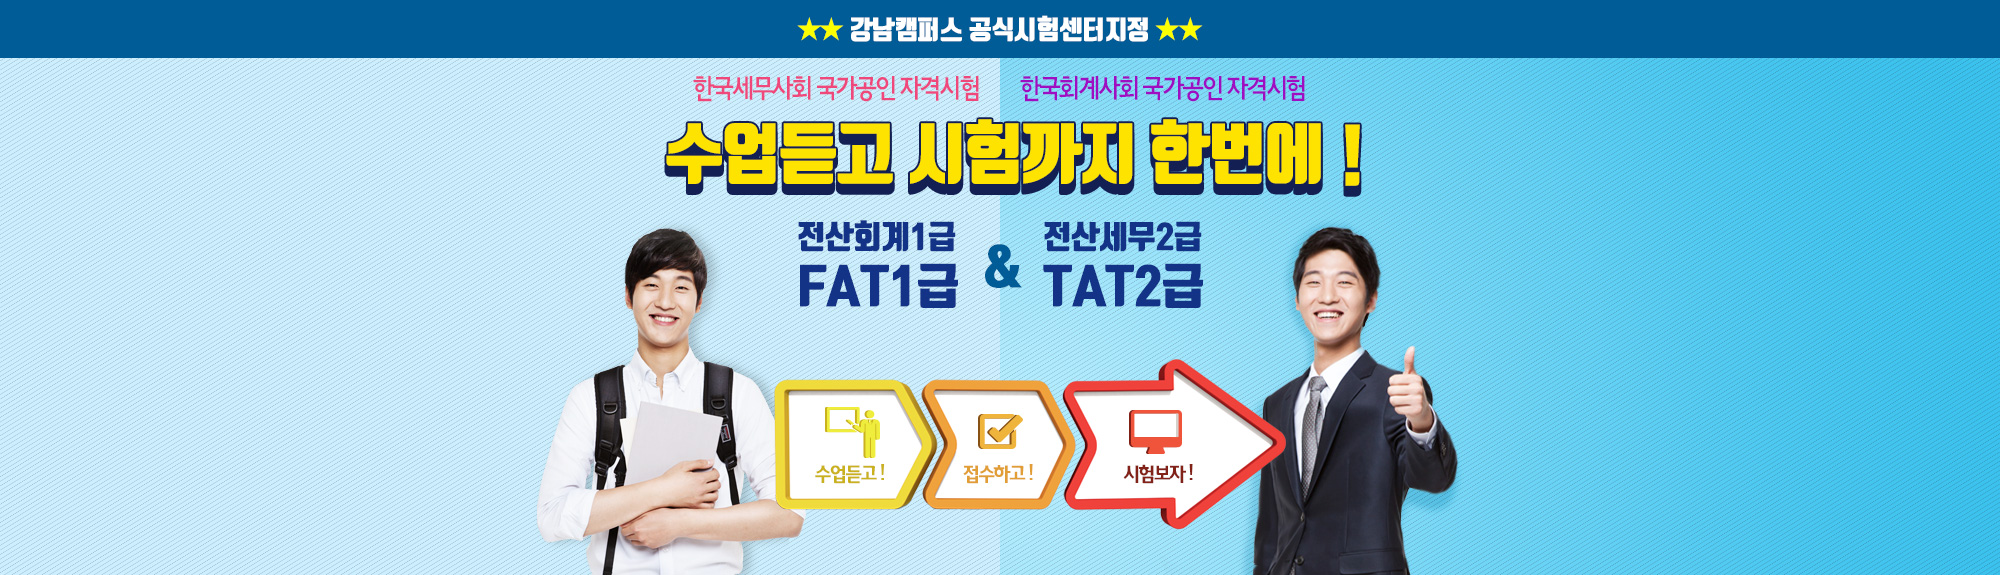 ★★ 강남캠퍼스 공식시험센터지정 ★★
한국세무사회 국가공인 자격시험
한국회계사회 국가공인 자격시험
수업듣고 시험까지 한번에 !
전산회계1급
FAT1급
&
전산세무2급
TAT2급
수업듣고 !
접수하고 !
시험보자 !